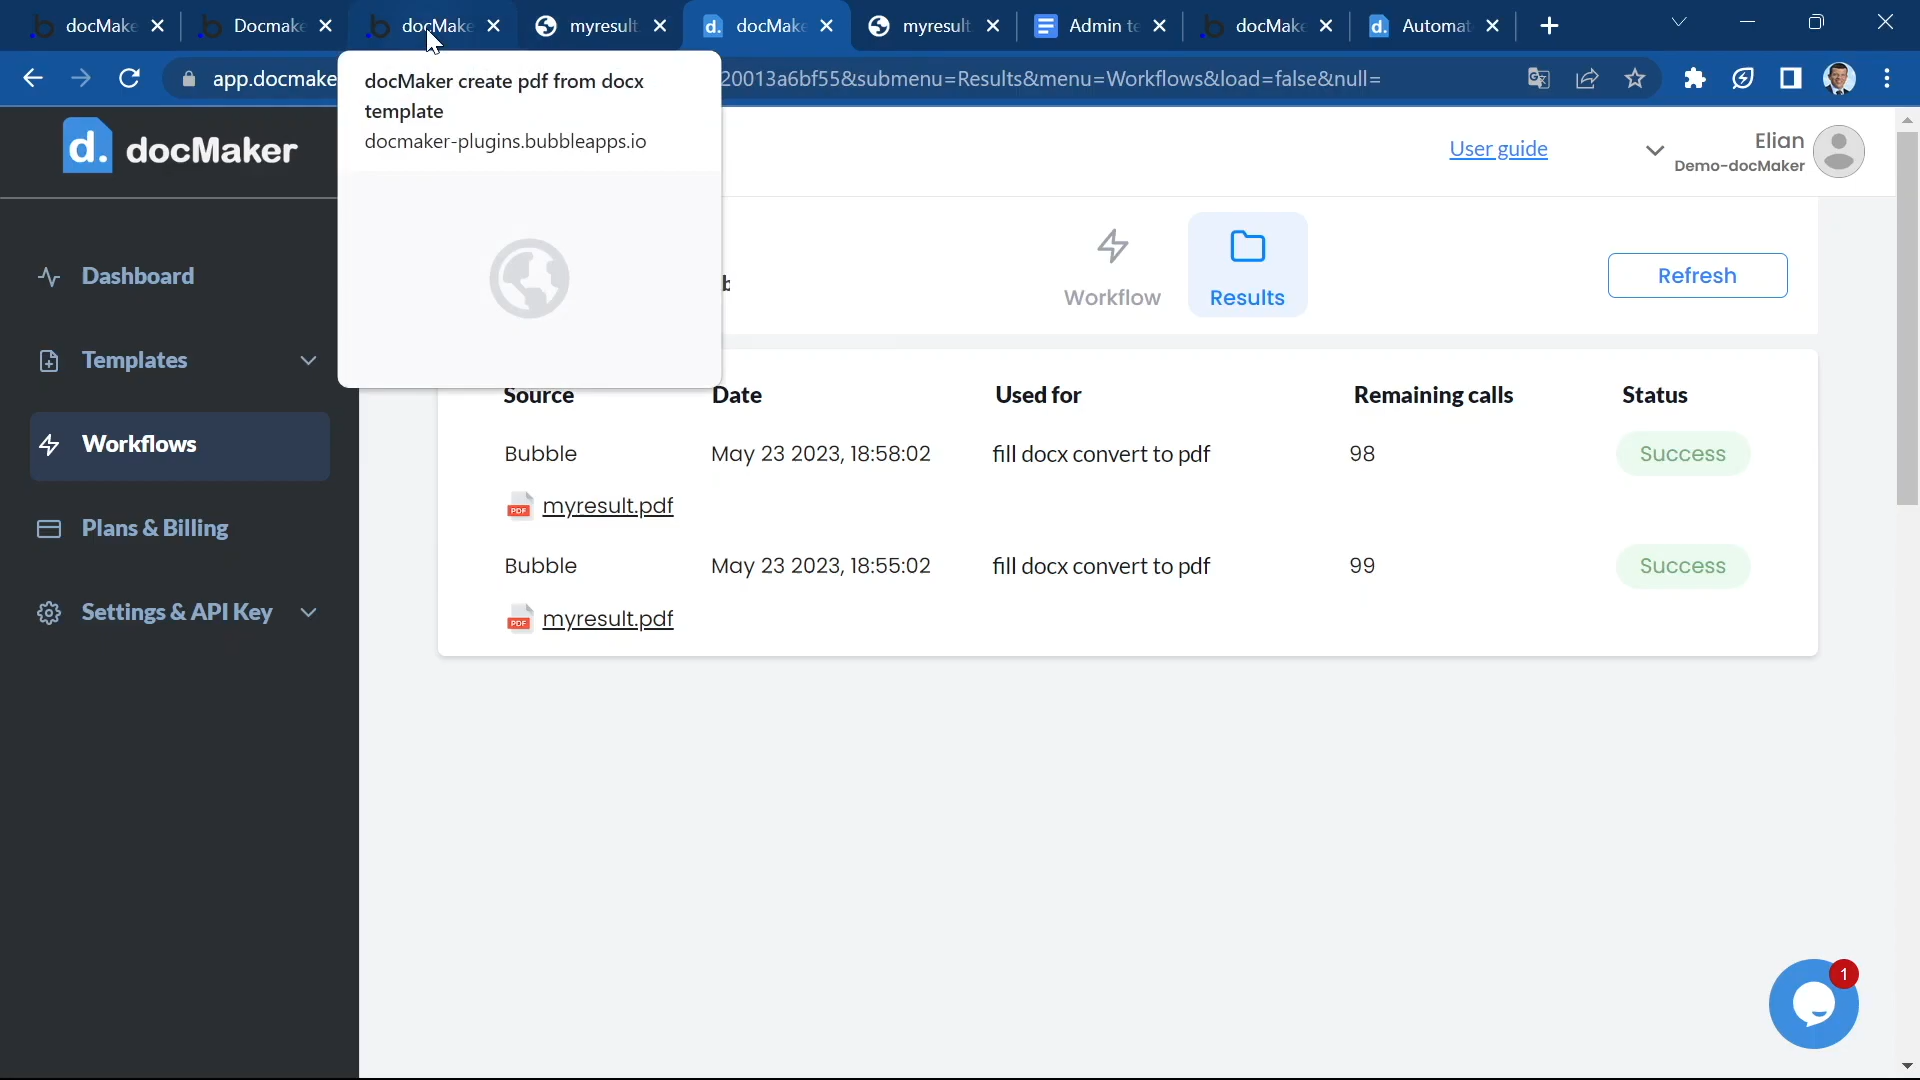 docMake
Docmake
docMake
myresult
docMake
myresult
Admin te
docMake
Automat
app.docmake
20013a6bf55&submenu=Results&menu=Workflows&load=false&null=
docMaker create pdf from docx
template
docmaker-plugins.bubbleapps.io
d. docMaker
User guide
Elian
Demo-docMaker
Dashboard
Templates
Workflows
Plans & Billing
Settings & API Key
Workflow
Results
Refresh
Source Date Used for Remaining calls Status
Bubble May 23 2023, 18:58:02 fill docx convert to pdf 98 Success
PDF myresult.pdf
Bubble May 23 2023, 18:55:02 fill docx convert to pdf 99 Success
PDF myresult.pdf
1